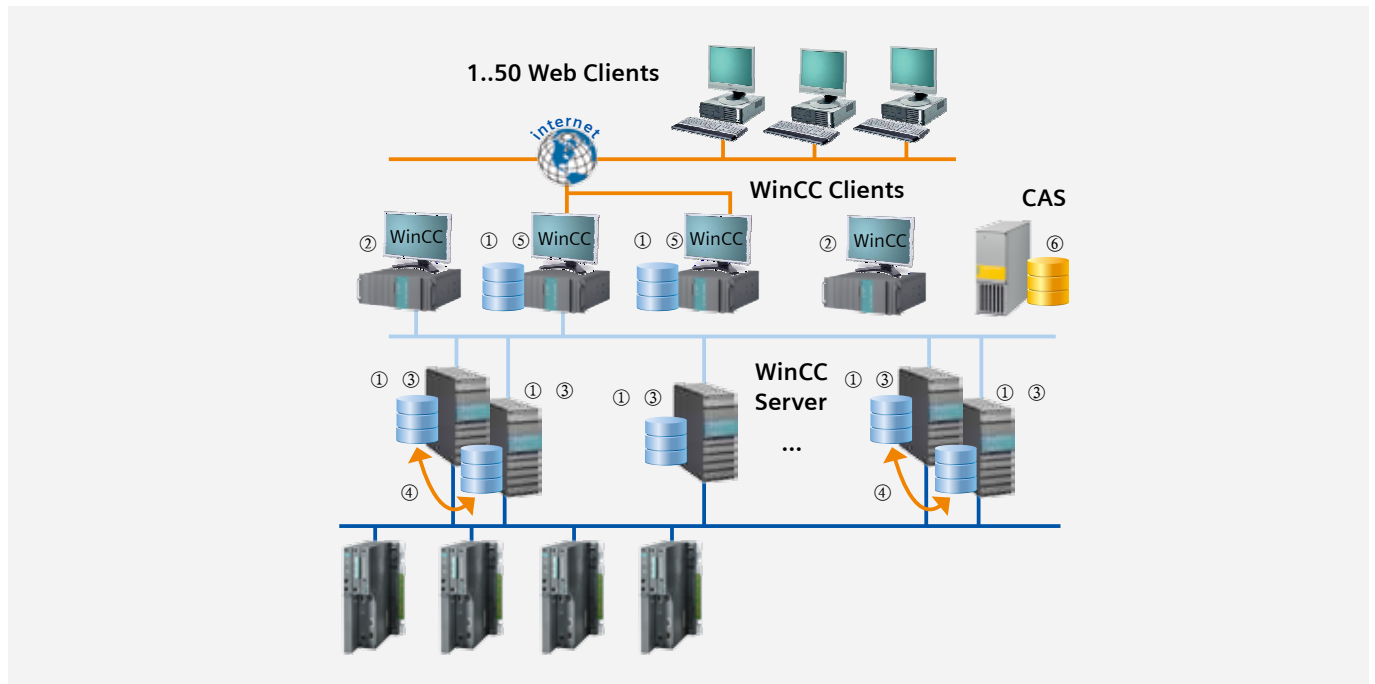 1..50 Web Clients
internet
WinCC Clients
CAS
② WinCC
① ⑤ WinCC
① ⑤ WinCC
② WinCC
⑥
① ③
① ③
① ③
WinCC
Server
...
① ③
① ③
④
④